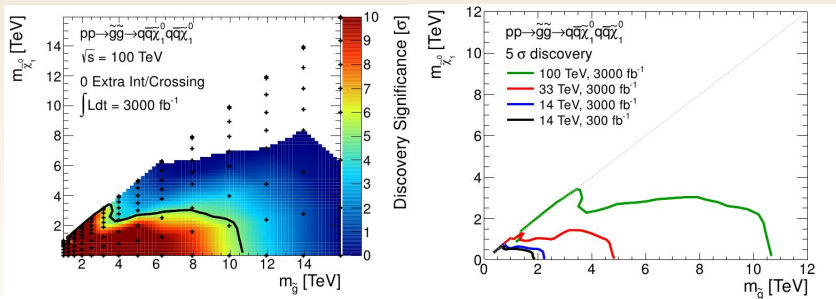 pp→g̃g̃→qq̄χ̃₁⁰qq̄χ̃₁⁰
√s = 100 TeV
0 Extra Int/Crossing
∫Ldt = 3000 fb⁻¹
m_χ̃₁⁰ [TeV]
16
14
12
10
8
6
4
2
2 4 6 8 10 12 14 16
m_g̃ [TeV]
Discovery Significance [σ]
10
9
8
7
6
5
4
3
2
1
0
pp→g̃g̃→qq̄χ̃₁⁰qq̄χ̃₁⁰
5 σ discovery
100 TeV, 3000 fb⁻¹
33 TeV, 3000 fb⁻¹
14 TeV, 3000 fb⁻¹
14 TeV, 300 fb⁻¹
m_χ̃₁⁰ [TeV]
12
10
8
6
4
2
0
0 2 4 6 8 10 12
m_g̃ [TeV]